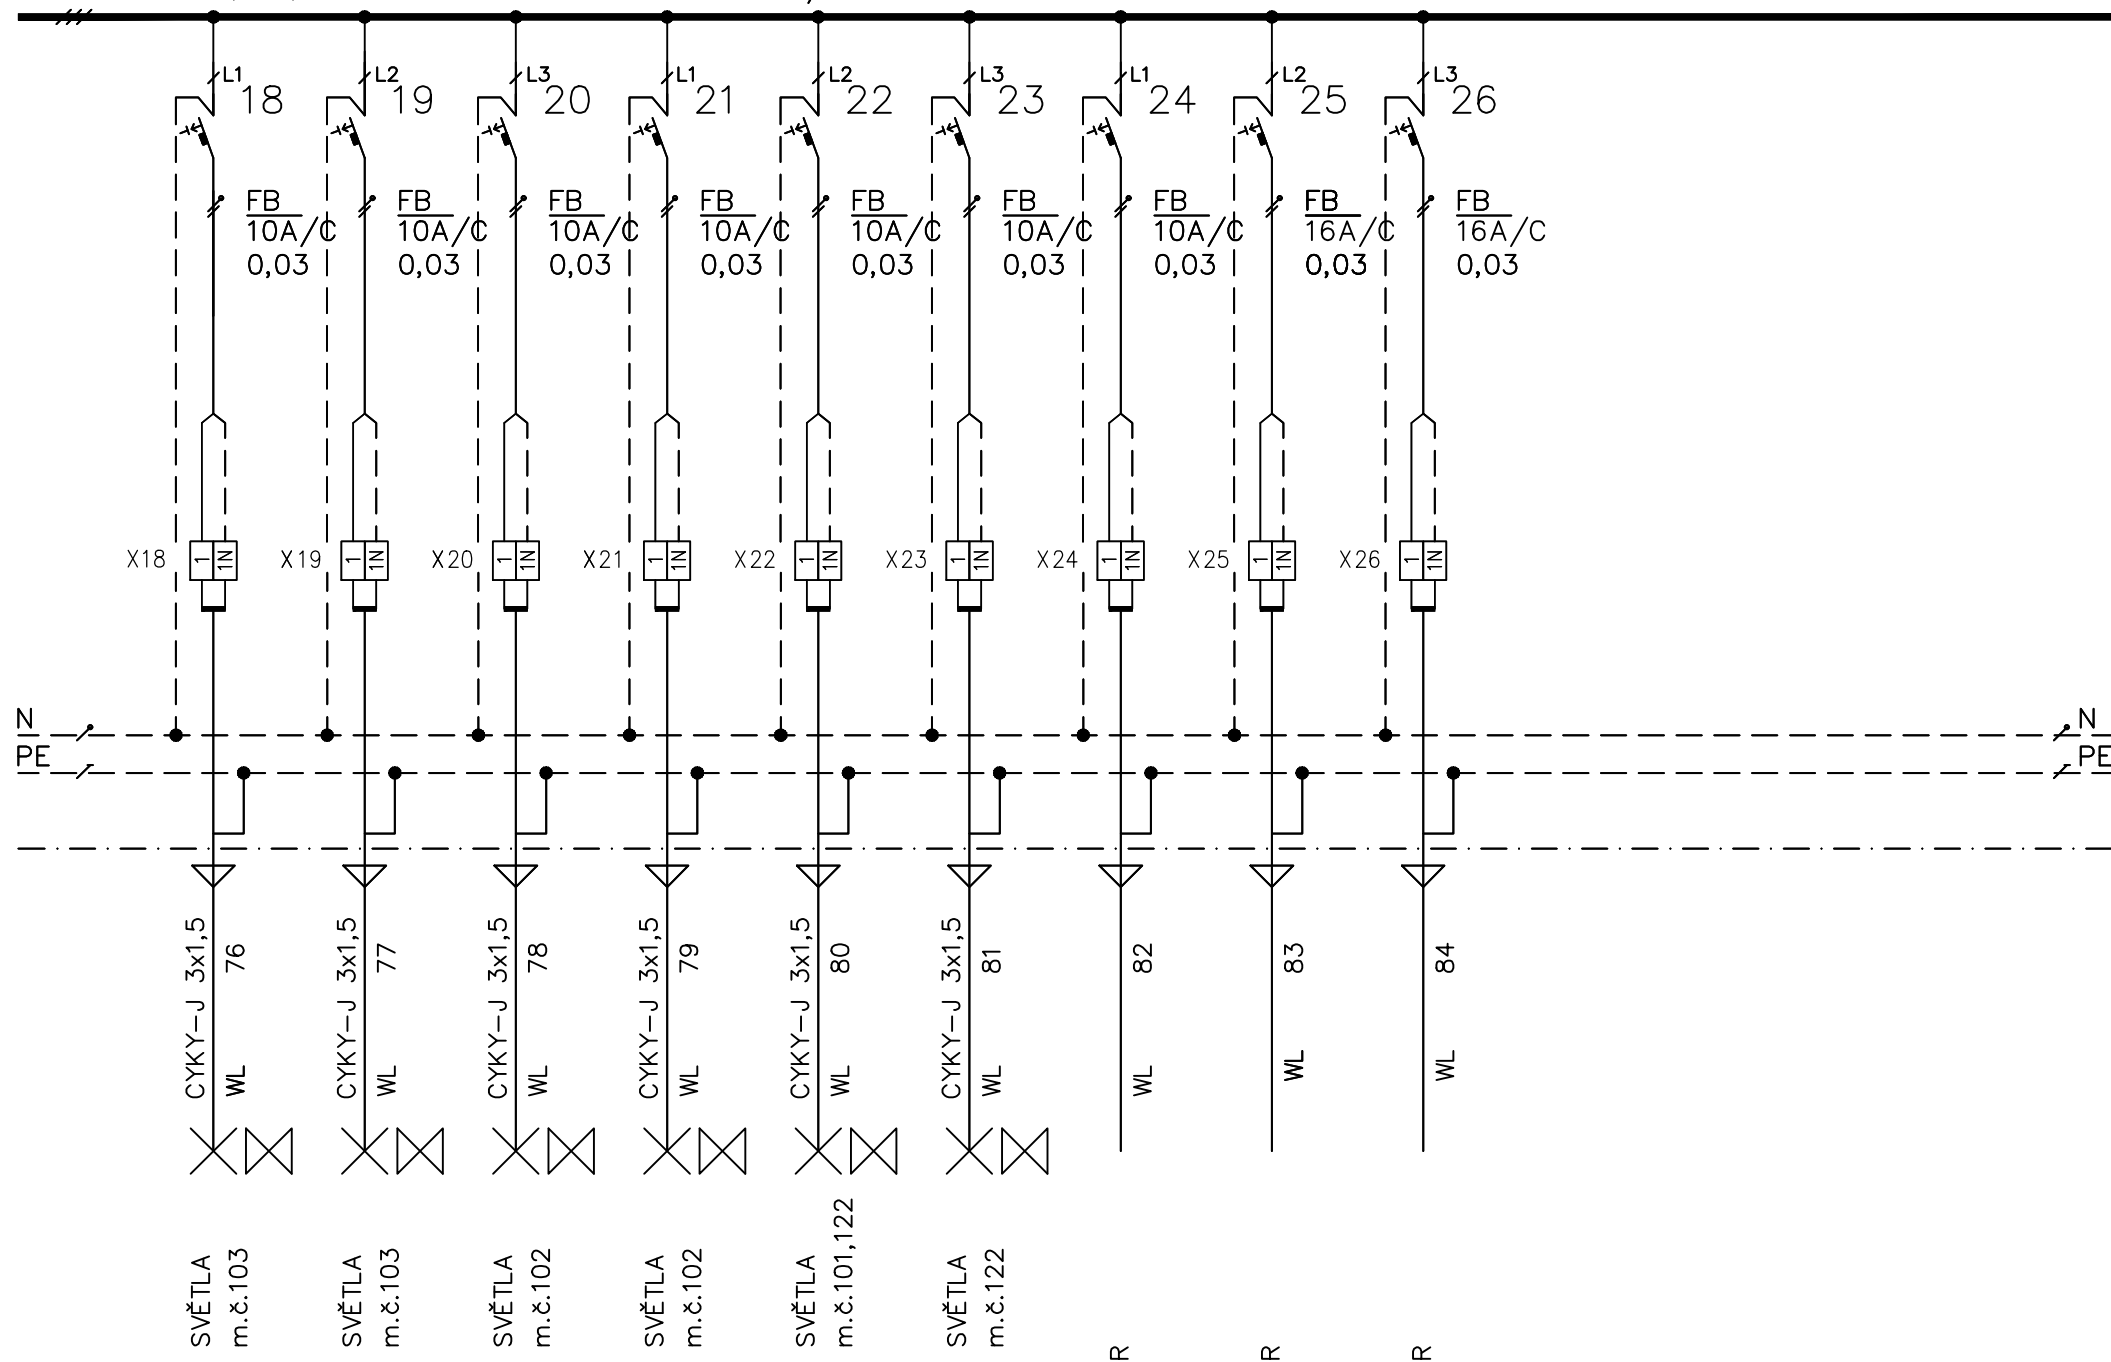 L1 L2 L3 L1 L2 L3 L1 L2 L3
18 19 20 21 22 23 24 25 26
FB FB FB FB FB FB FB FB FB
10A/C 10A/C 10A/C 10A/C 10A/C 10A/C 10A/C 16A/C 16A/C
0,03 0,03 0,03 0,03 0,03 0,03 0,03 0,03 0,03
1 1N 1 1N 1 1N 1 1N 1 1N 1 1N 1 1N 1 1N 1 1N
X18 X19 X20 X21 X22 X23 X24 X25 X26
N N
PE PE
CYKY-J 3x1,5
WL 76
CYKY-J 3x1,5
WL 77
CYKY-J 3x1,5
WL 78
CYKY-J 3x1,5
WL 79
CYKY-J 3x1,5
WL 80
CYKY-J 3x1,5
WL 81
WL 82
WL 83
WL 84
SVĚTLA
m.č.103
SVĚTLA
m.č.103
SVĚTLA
m.č.102
SVĚTLA
m.č.102
SVĚTLA
m.č.101,122
SVĚTLA
m.č.122
R
R
R